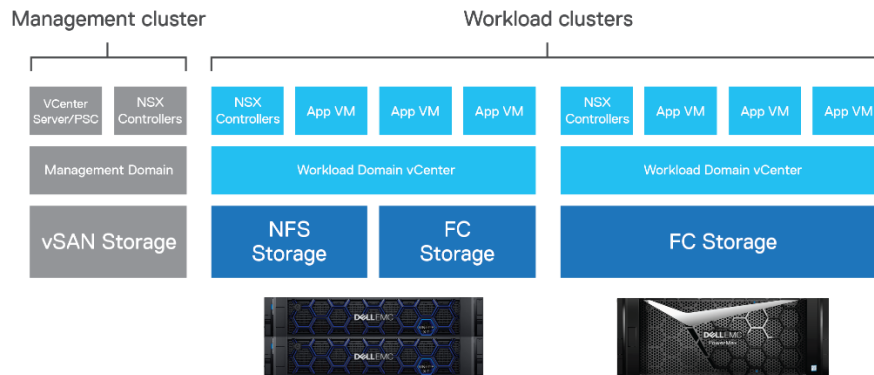 Management cluster
Workload clusters
VCenter
Server/PSC
NSX
Controllers
NSX
Controllers
App VM
App VM
App VM
NSX
Controllers
App VM
App VM
App VM
Management Domain
Workload Domain vCenter
Workload Domain vCenter
vSAN Storage
NFS
Storage
FC
Storage
FC Storage
DELLEMC
DELLEMC
DELLEMC
PowerMax